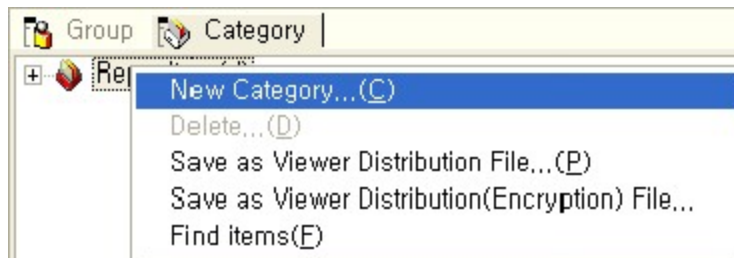 Group Category
New Category...(C)
Delete...(D)
Save as Viewer Distribution File...(P)
Save as Viewer Distribution(Encryption) File...
Find items(F)